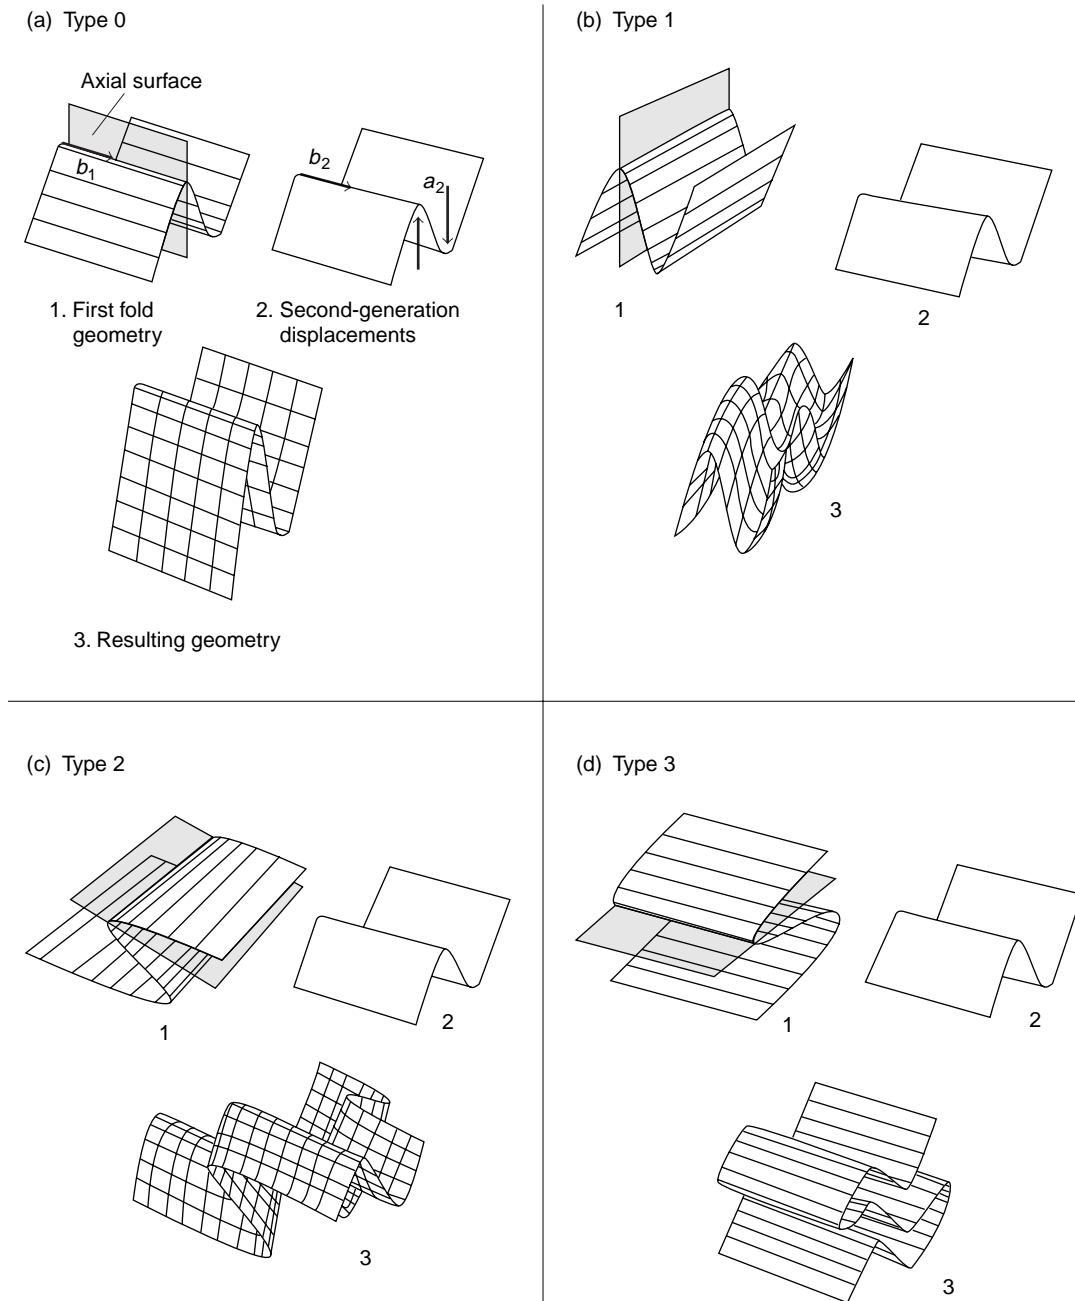 (a) Type 0
Axial surface
b1
b2
a2
1. First fold
geometry
2. Second-generation
displacements
3. Resulting geometry
(b) Type 1
1
2
3
(c) Type 2
1
2
3
(d) Type 3
1
2
3